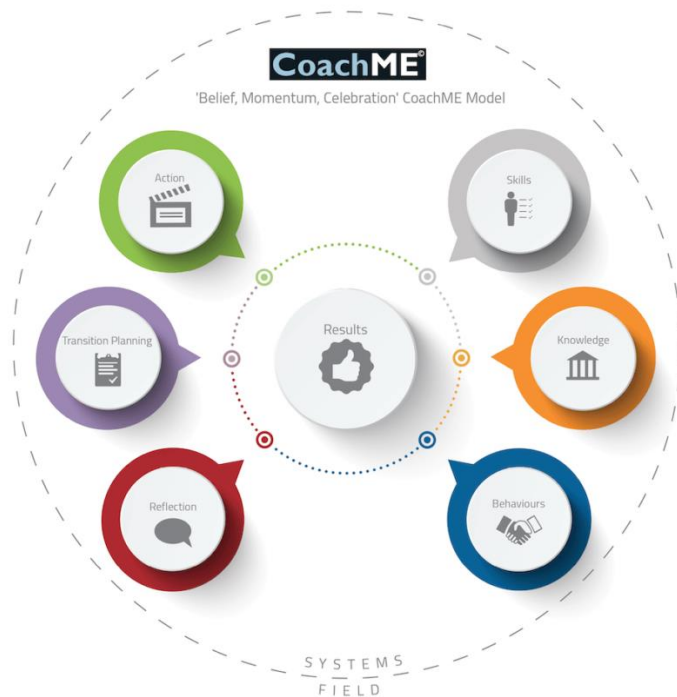 CoachME©
'Belief, Momentum, Celebration' CoachME Model
Action
Skills
Transition Planning
Results
Knowledge
Reflection
Behaviours
SYSTEMS
FIELD